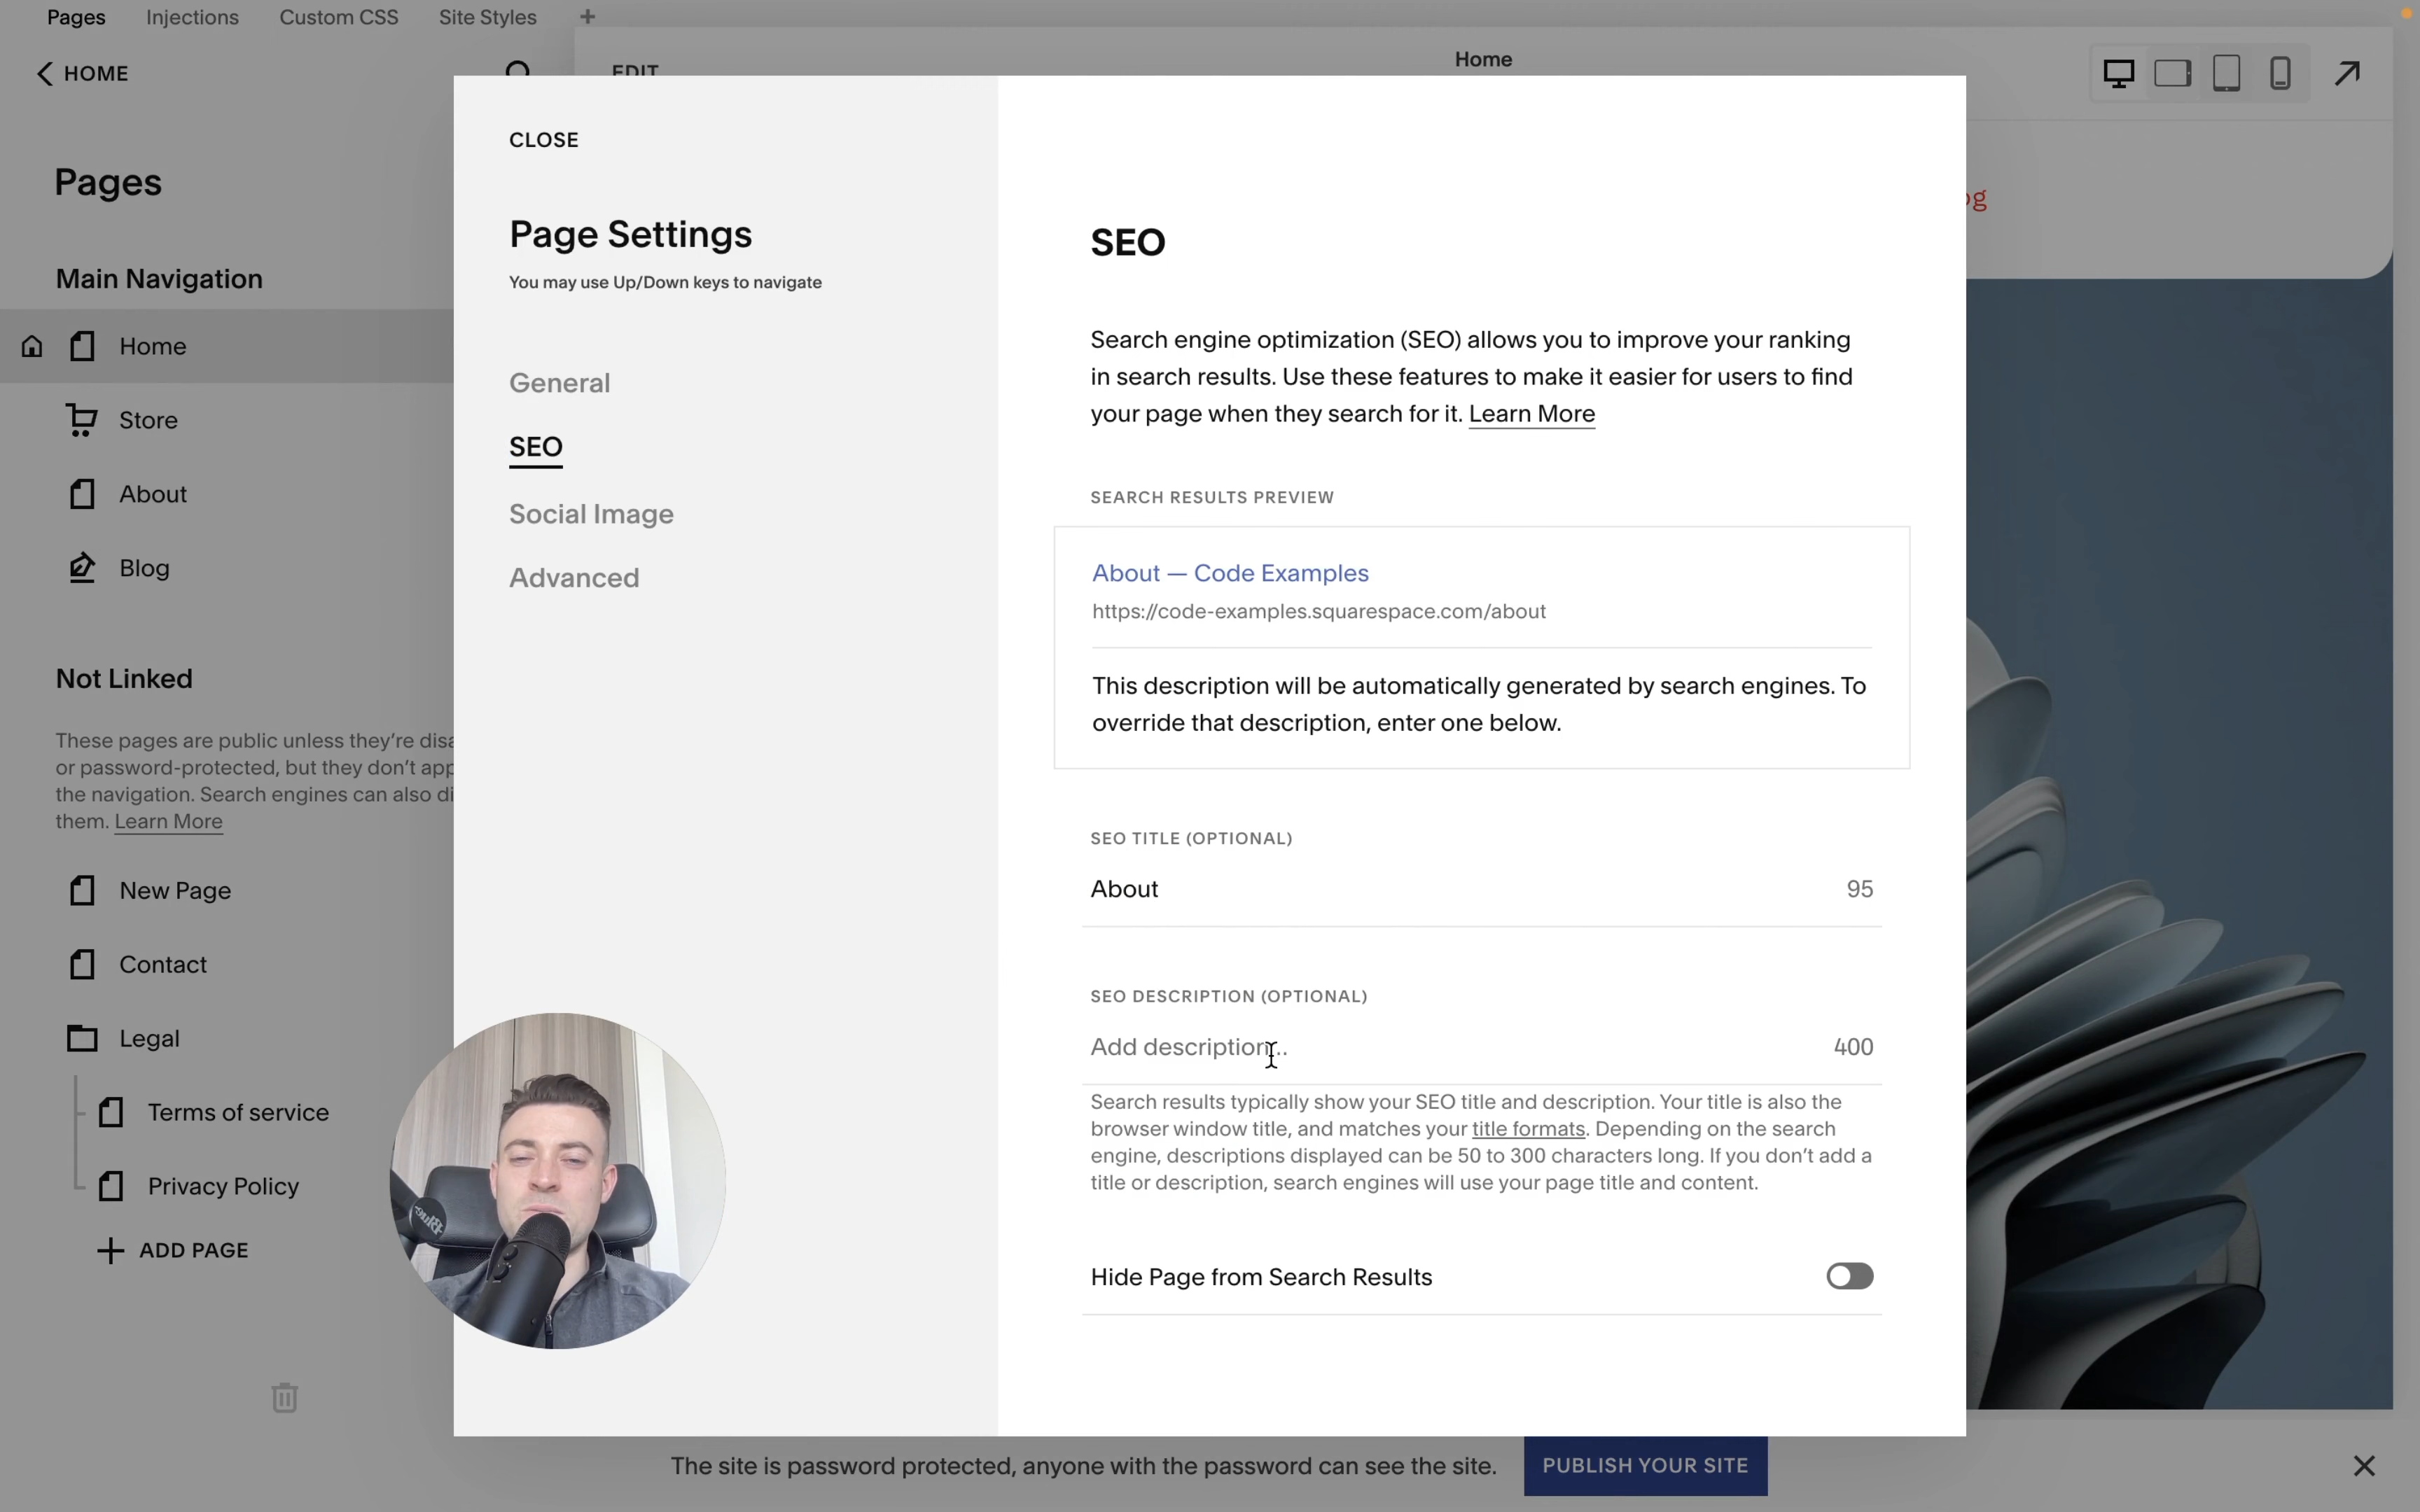 Pages
Injections
Custom CSS
Site Styles
HOME
EDIT
Home
Pages
Main Navigation
Home
Store
About
Blog
Not Linked
These pages are public unless they're disa
or password-protected, but they don't app
the navigation. Search engines can also di
them. Learn More
New Page
Contact
Legal
Terms of service
Privacy Policy
ADD PAGE
CLOSE
Page Settings
You may use Up/Down keys to navigate
General
SEO
Social Image
Advanced
SEO
Search engine optimization (SEO) allows you to improve your ranking
in search results. Use these features to make it easier for users to find
your page when they search for it. Learn More
SEARCH RESULTS PREVIEW
About — Code Examples
https://code-examples.squarespace.com/about
This description will be automatically generated by search engines. To
override that description, enter one below.
SEO TITLE (OPTIONAL)
About 95
SEO DESCRIPTION (OPTIONAL)
Add description... 400
Search results typically show your SEO title and description. Your title is also the
browser window title, and matches your title formats. Depending on the search
engine, descriptions displayed can be 50 to 300 characters long. If you don't add a
title or description, search engines will use your page title and content.
Hide Page from Search Results
The site is password protected, anyone with the password can see the site.
PUBLISH YOUR SITE